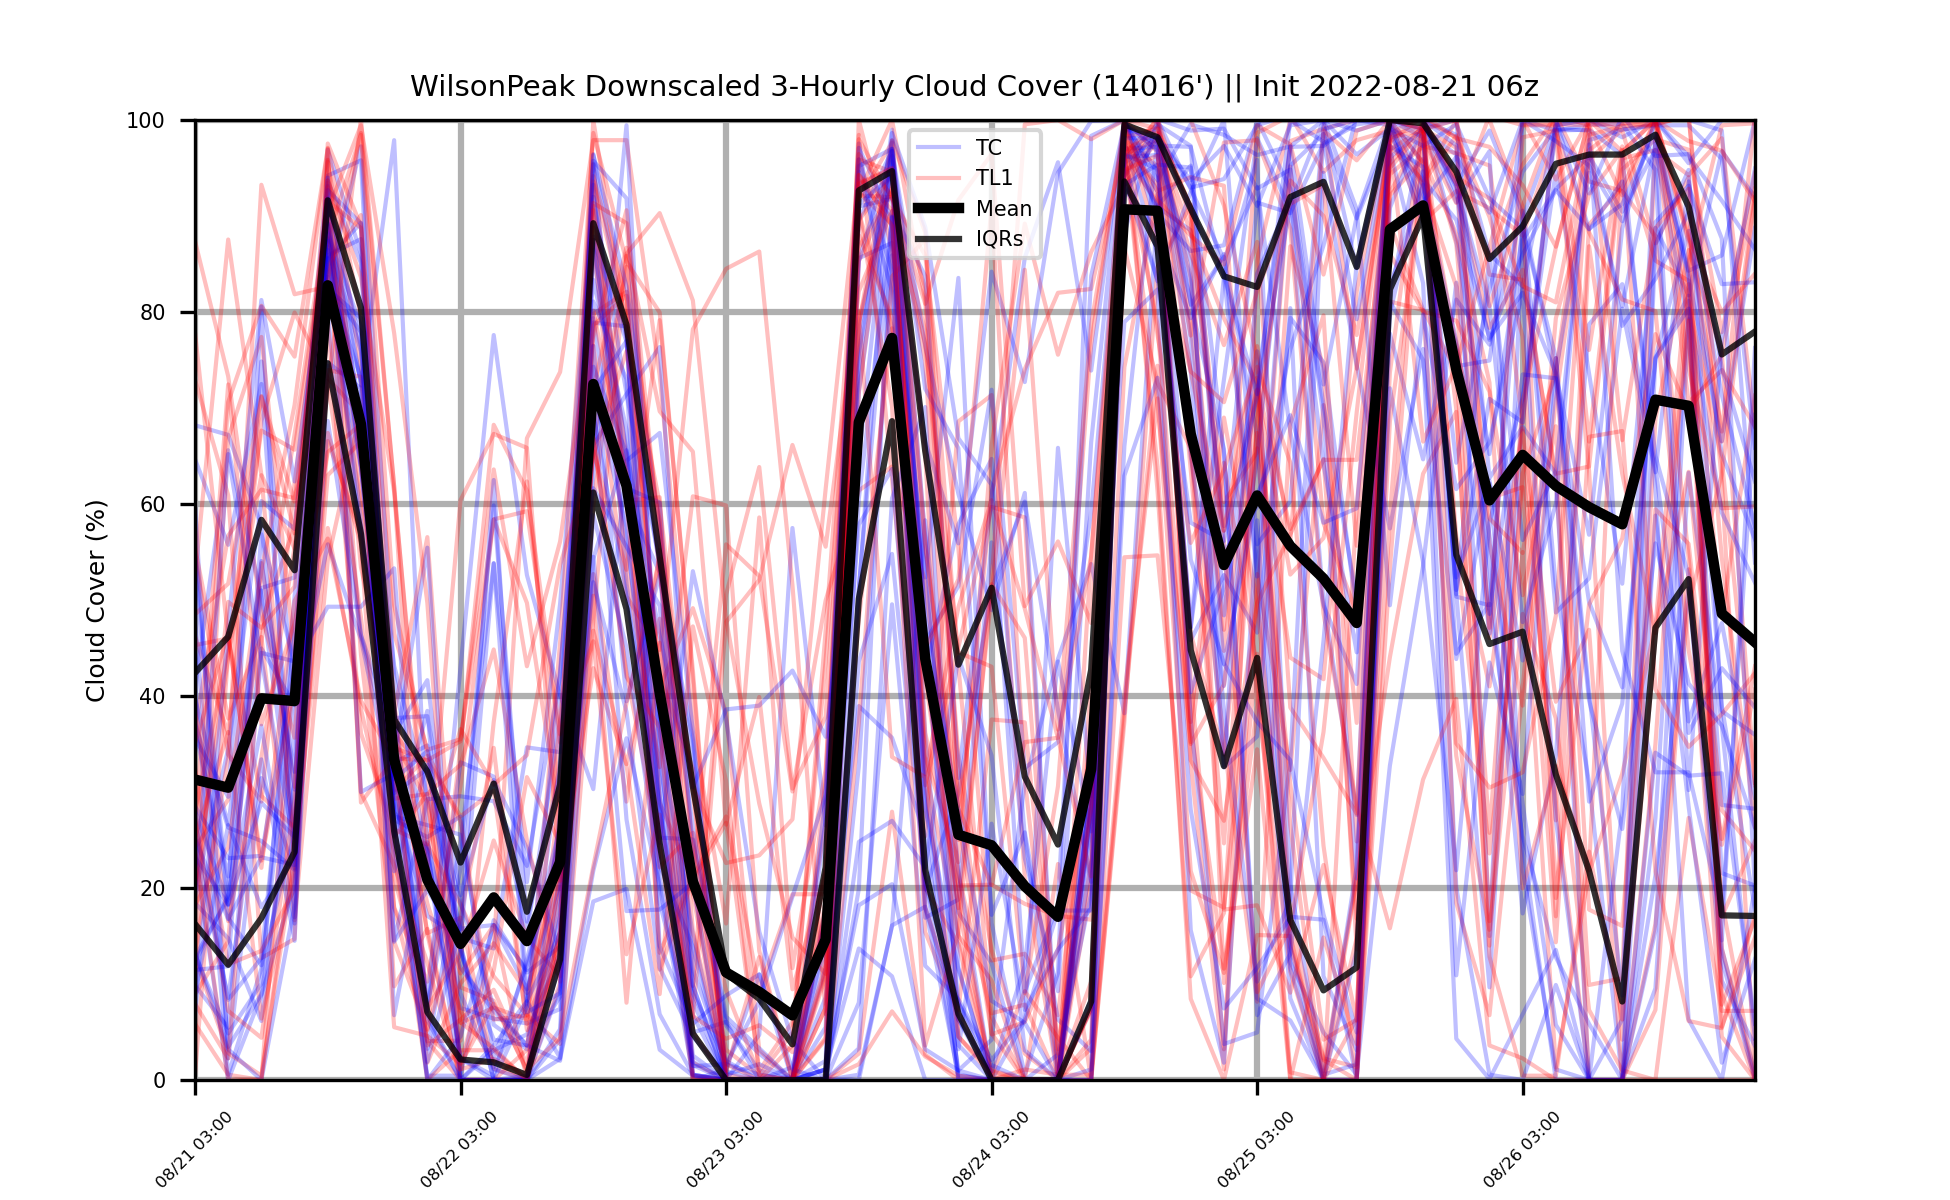 WilsonPeak Downscaled 3-Hourly Cloud Cover (14016') || Init 2022-08-21 06z
Cloud Cover (%)
100
80
60
40
20
0
TC
TL1
Mean
IQRs
08/21 03:00
08/22 03:00
08/23 03:00
08/24 03:00
08/25 03:00
08/26 03:00